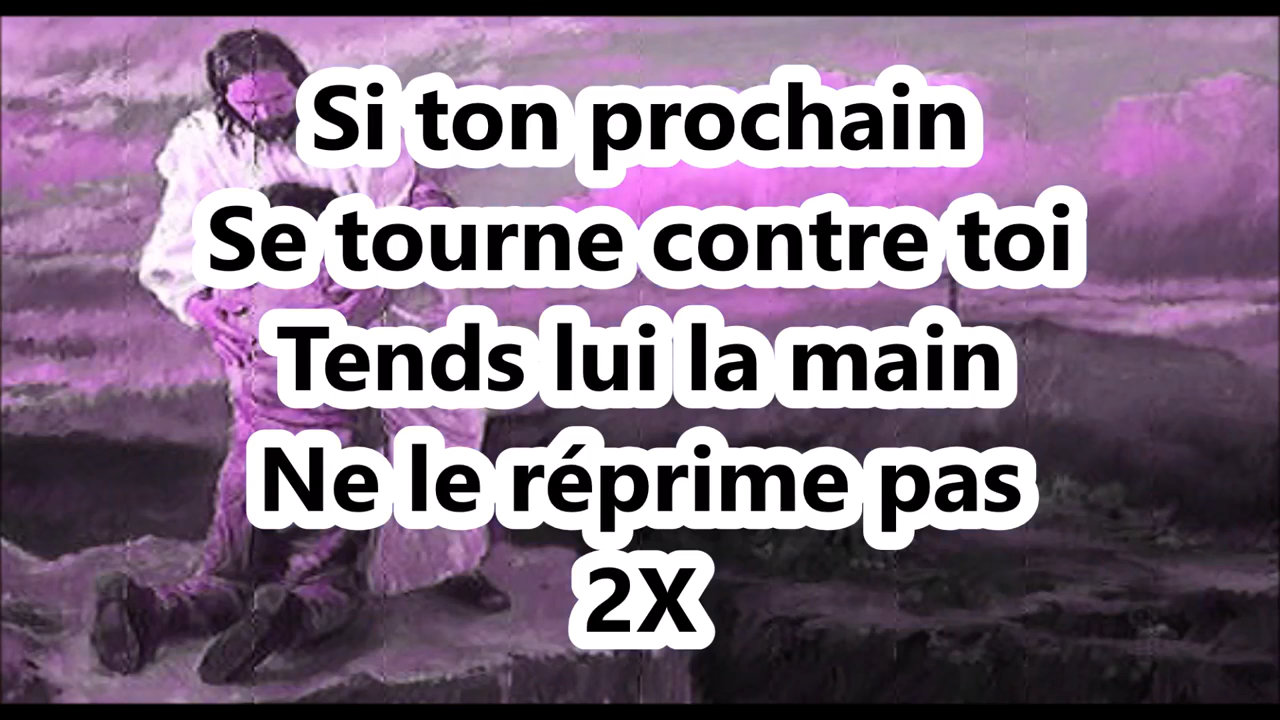 Si ton prochain
Se tourne contre toi
Tends lui la main
Ne le réprime pas
2X